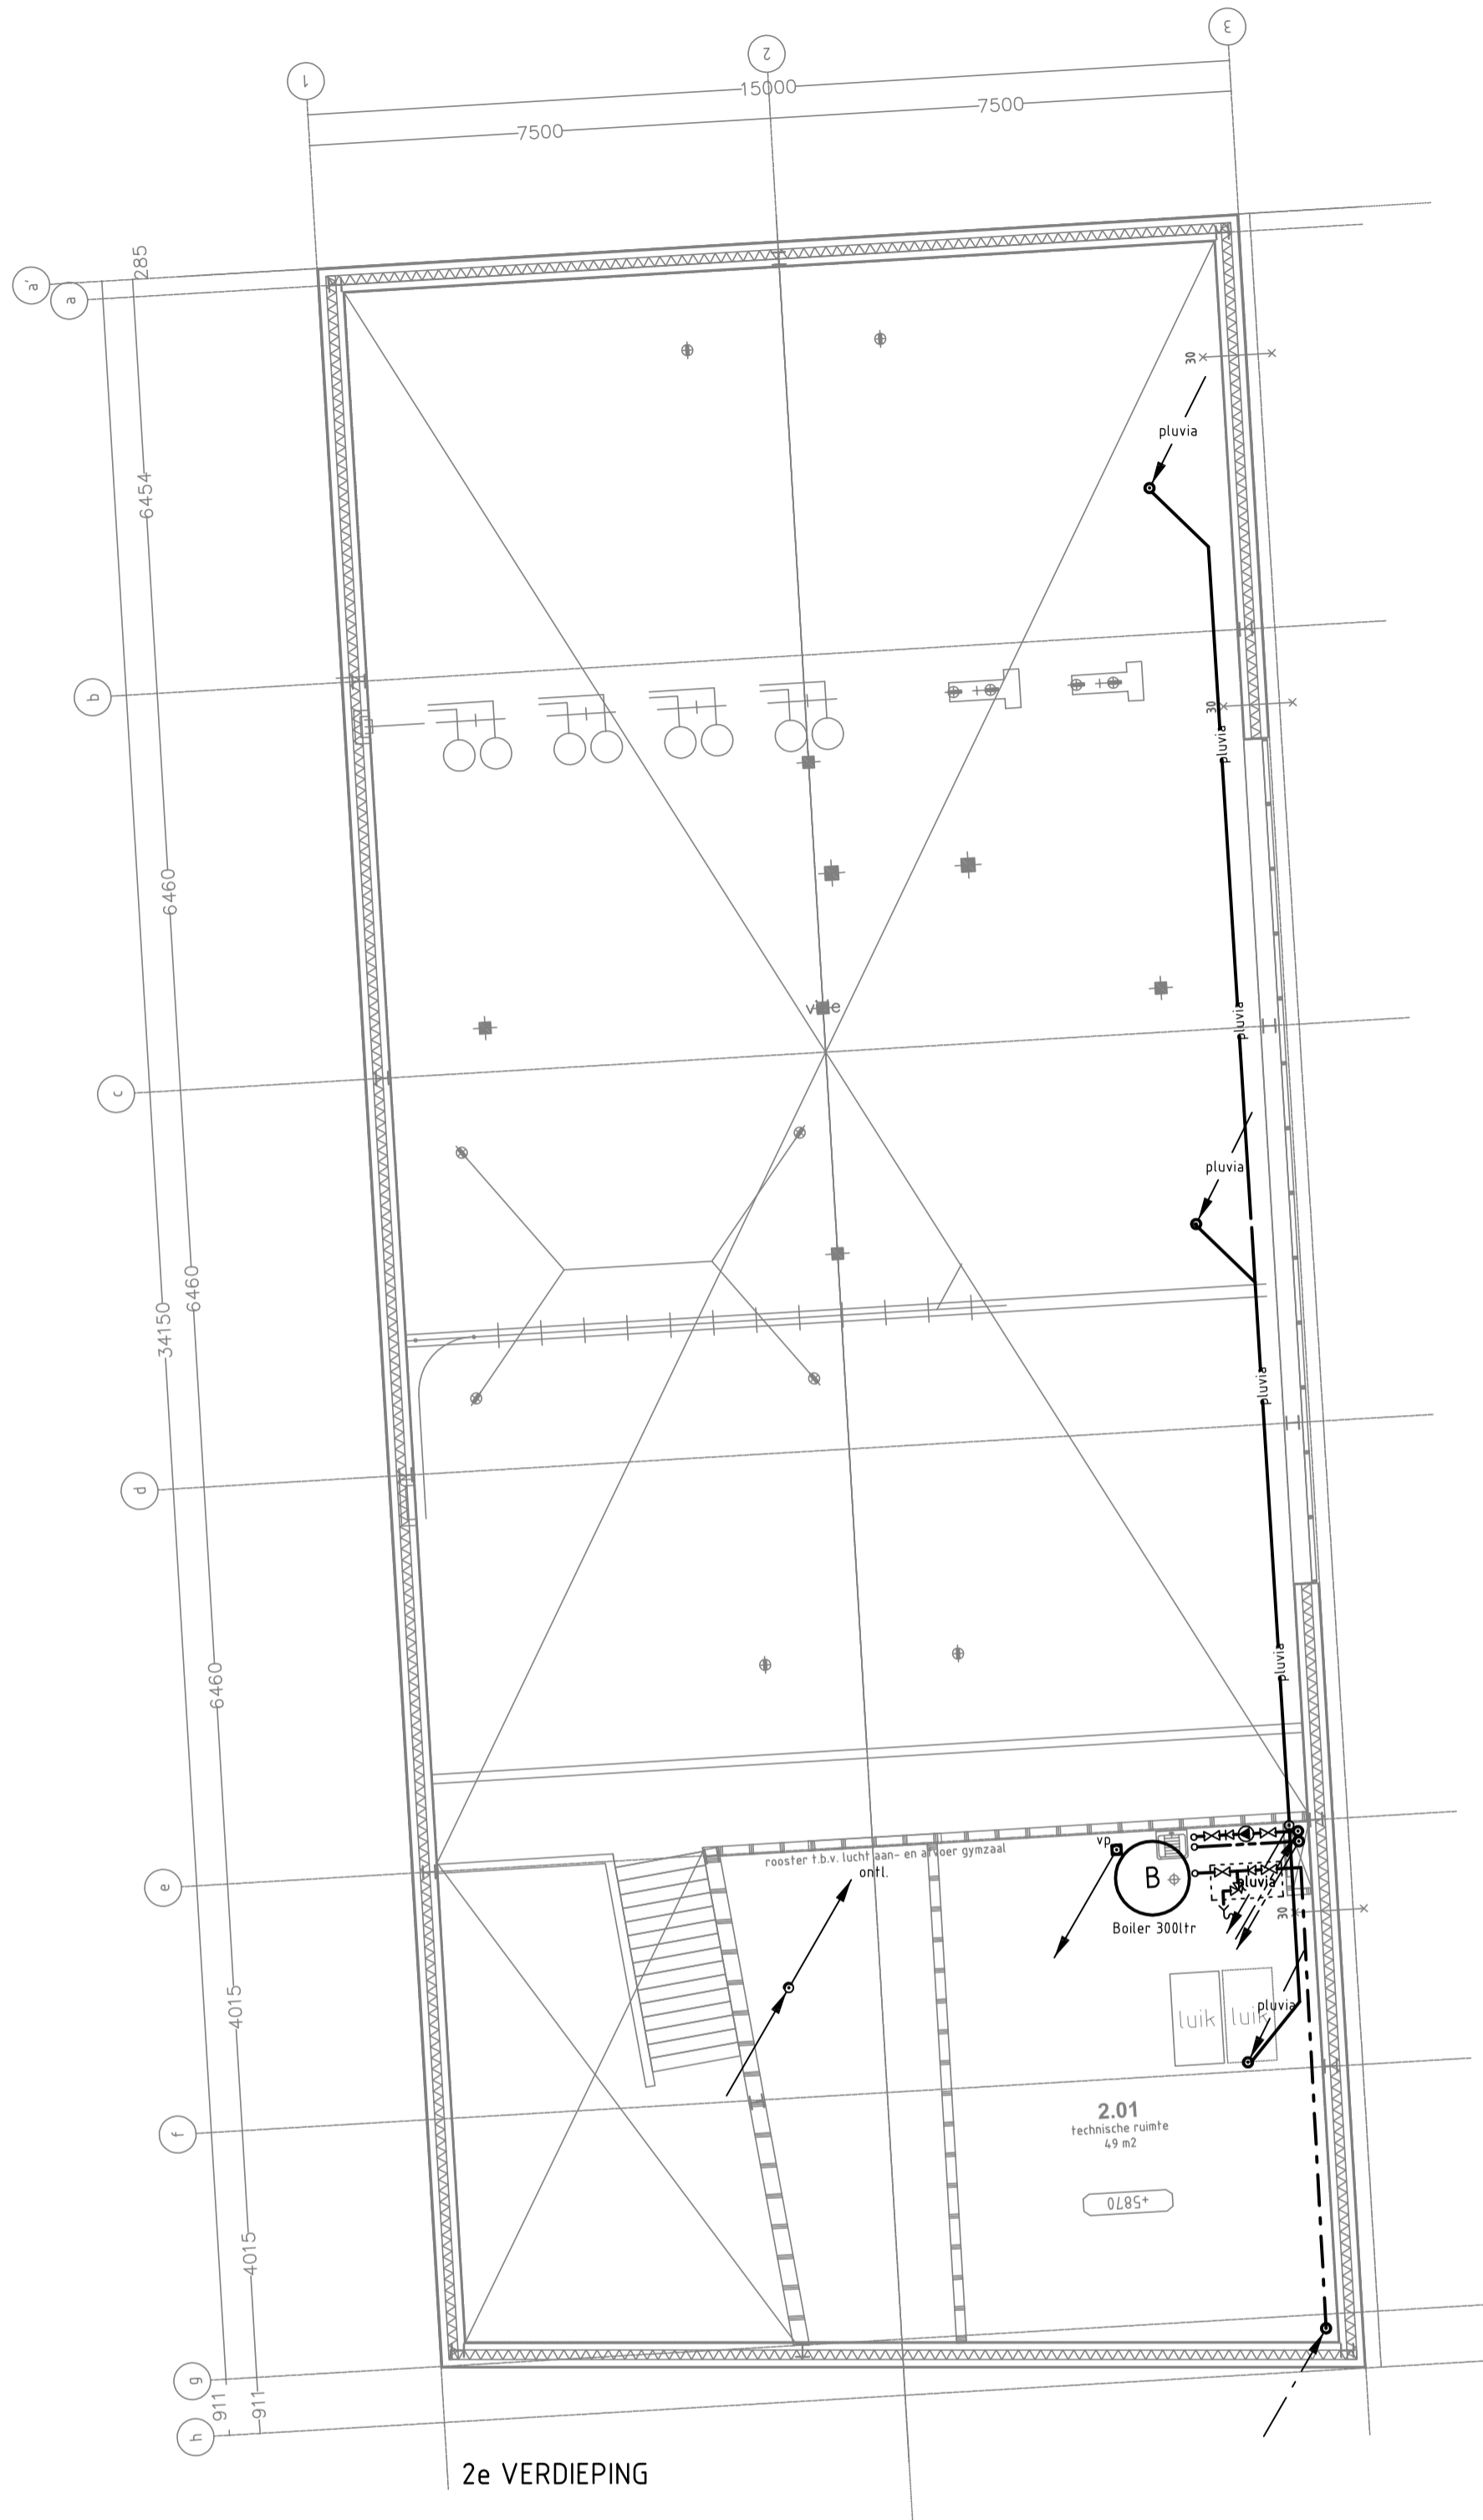 3
2
1
15000
7500
7500
285
a'
a
30
pluvia
6454
b
30
pluvia
6460
vide
pluvia
c
pluvia
6460
34150
pluvia
d
pluvia
6460
vp
rooster t.b.v. lucht aan- en afvoer gymzaal
ontl.
B
pluvia
e
30
Boiler 300ltr
4015
luik
luik
pluvia
f
2.01
technische ruimte
49 m2
+5870
4015
g
911
911
h
2e VERDIEPING